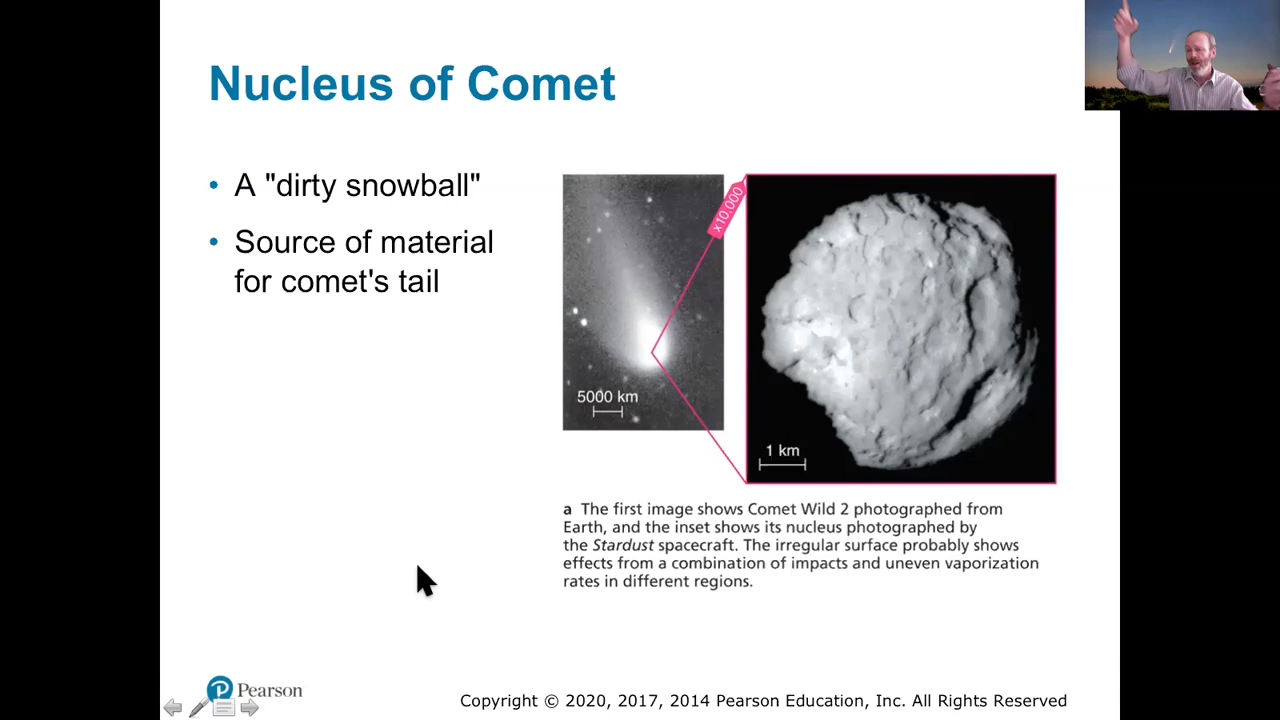 Nucleus of Comet
• A "dirty snowball"
• Source of material
for comet's tail
x10,000
5000 km
1 km
a The first image shows Comet Wild 2 photographed from
Earth, and the inset shows its nucleus photographed by
the Stardust spacecraft. The irregular surface probably shows
effects from a combination of impacts and uneven vaporization
rates in different regions.
P Pearson
Copyright © 2020, 2017, 2014 Pearson Education, Inc. All Rights Reserved